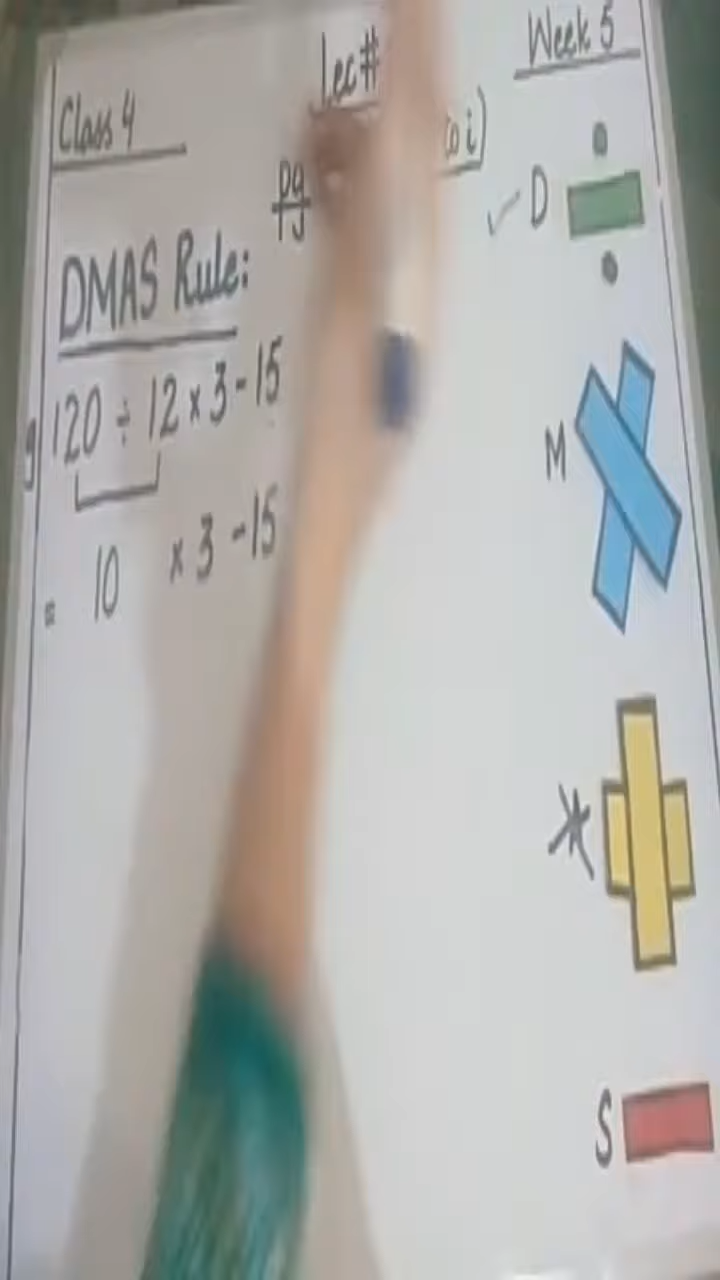 Week 5
Lec#
Class 4
pg
D ÷
DMAS Rule:
120 ÷ 12 x 3 - 15
M ×
= 10 x 3 - 15
+
S -